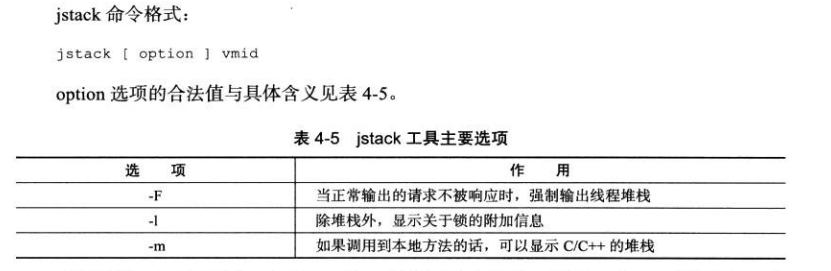 jstack 命令格式：
jstack [ option ] vmid
option 选项的合法值与具体含义见表 4-5。
表 4-5 jstack 工具主要选项
选 项 作 用
-F 当正常输出的请求不被响应时，强制输出线程堆栈
-l 除堆栈外，显示关于锁的附加信息
-m 如果调用到本地方法的话，可以显示 C/C++ 的堆栈